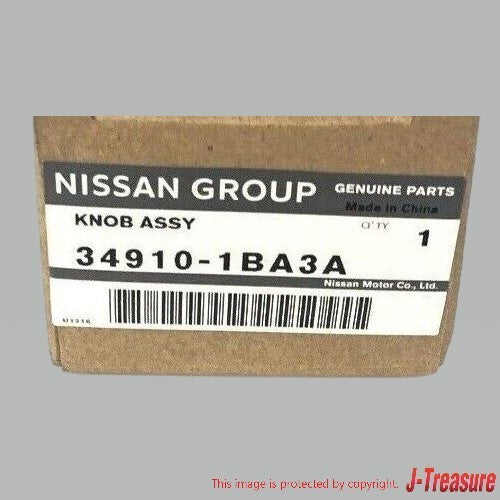 NISSAN GROUP GENUINE PARTS
Made in China
KNOB ASSY Q'TY 1
34910-1BA3A
Nissan Motor Co., Ltd.
This image is protected by copyright.
J-Treasure